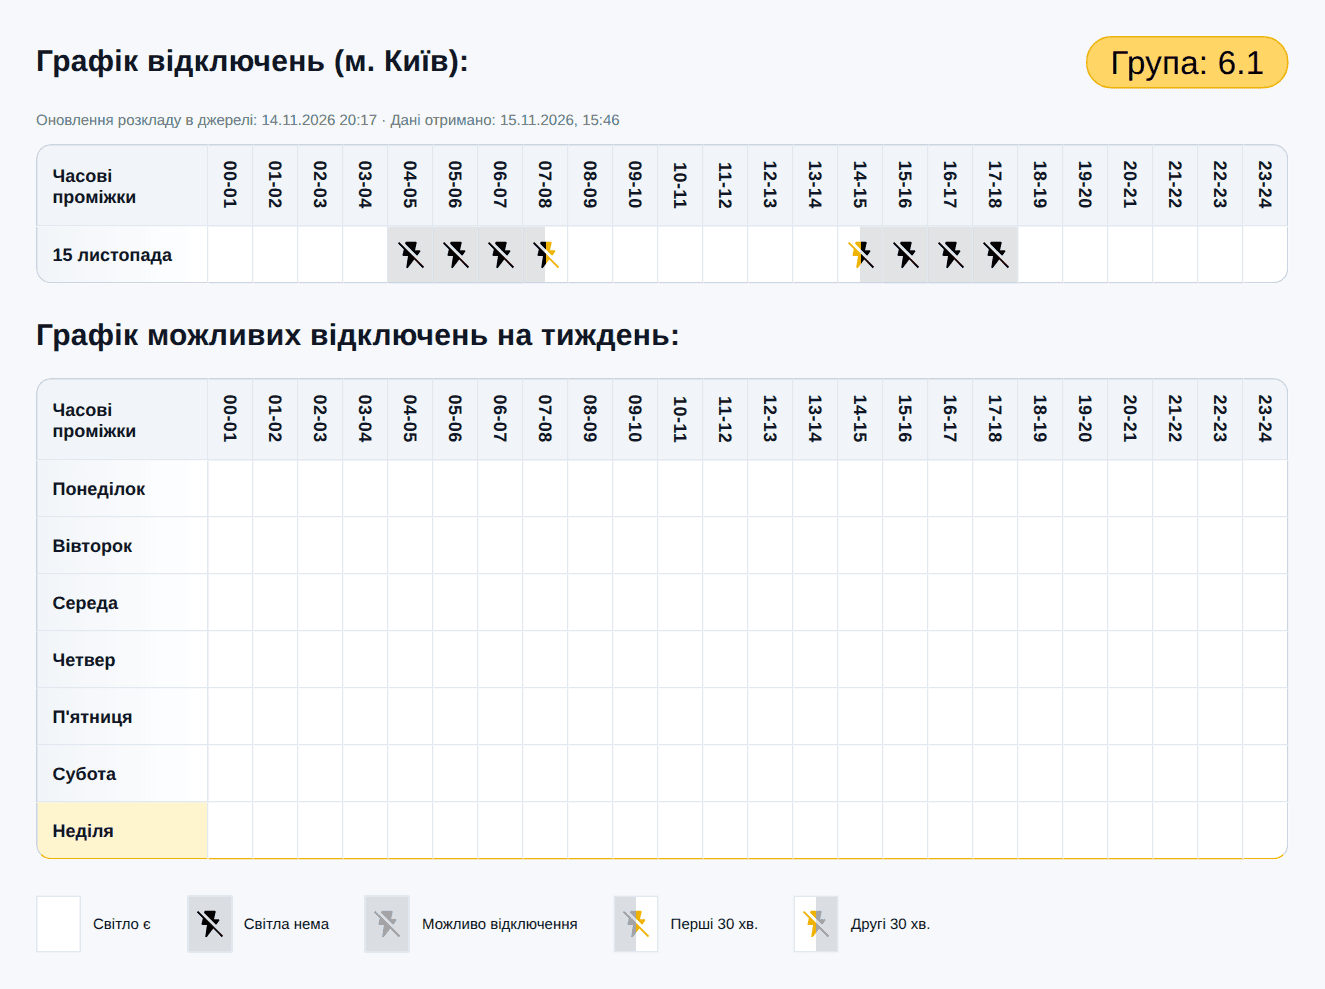 Графік відключень (м. Київ):
Група: 6.1
Оновлення розкладу в джерелі: 14.11.2026 20:17 · Дані отримано: 15.11.2026, 15:46
Часові
проміжки
00-01 01-02 02-03 03-04 04-05 05-06 06-07 07-08 08-09 09-10 10-11 11-12 12-13 13-14 14-15 15-16 16-17 17-18 18-19 19-20 20-21 21-22 22-23 23-24
15 листопада
Графік можливих відключень на тиждень:
Часові
проміжки
00-01 01-02 02-03 03-04 04-05 05-06 06-07 07-08 08-09 09-10 10-11 11-12 12-13 13-14 14-15 15-16 16-17 17-18 18-19 19-20 20-21 21-22 22-23 23-24
Понеділок
Вівторок
Середа
Четвер
П'ятниця
Субота
Неділя
Світло є
Світла нема
Можливо відключення
Перші 30 хв.
Другі 30 хв.